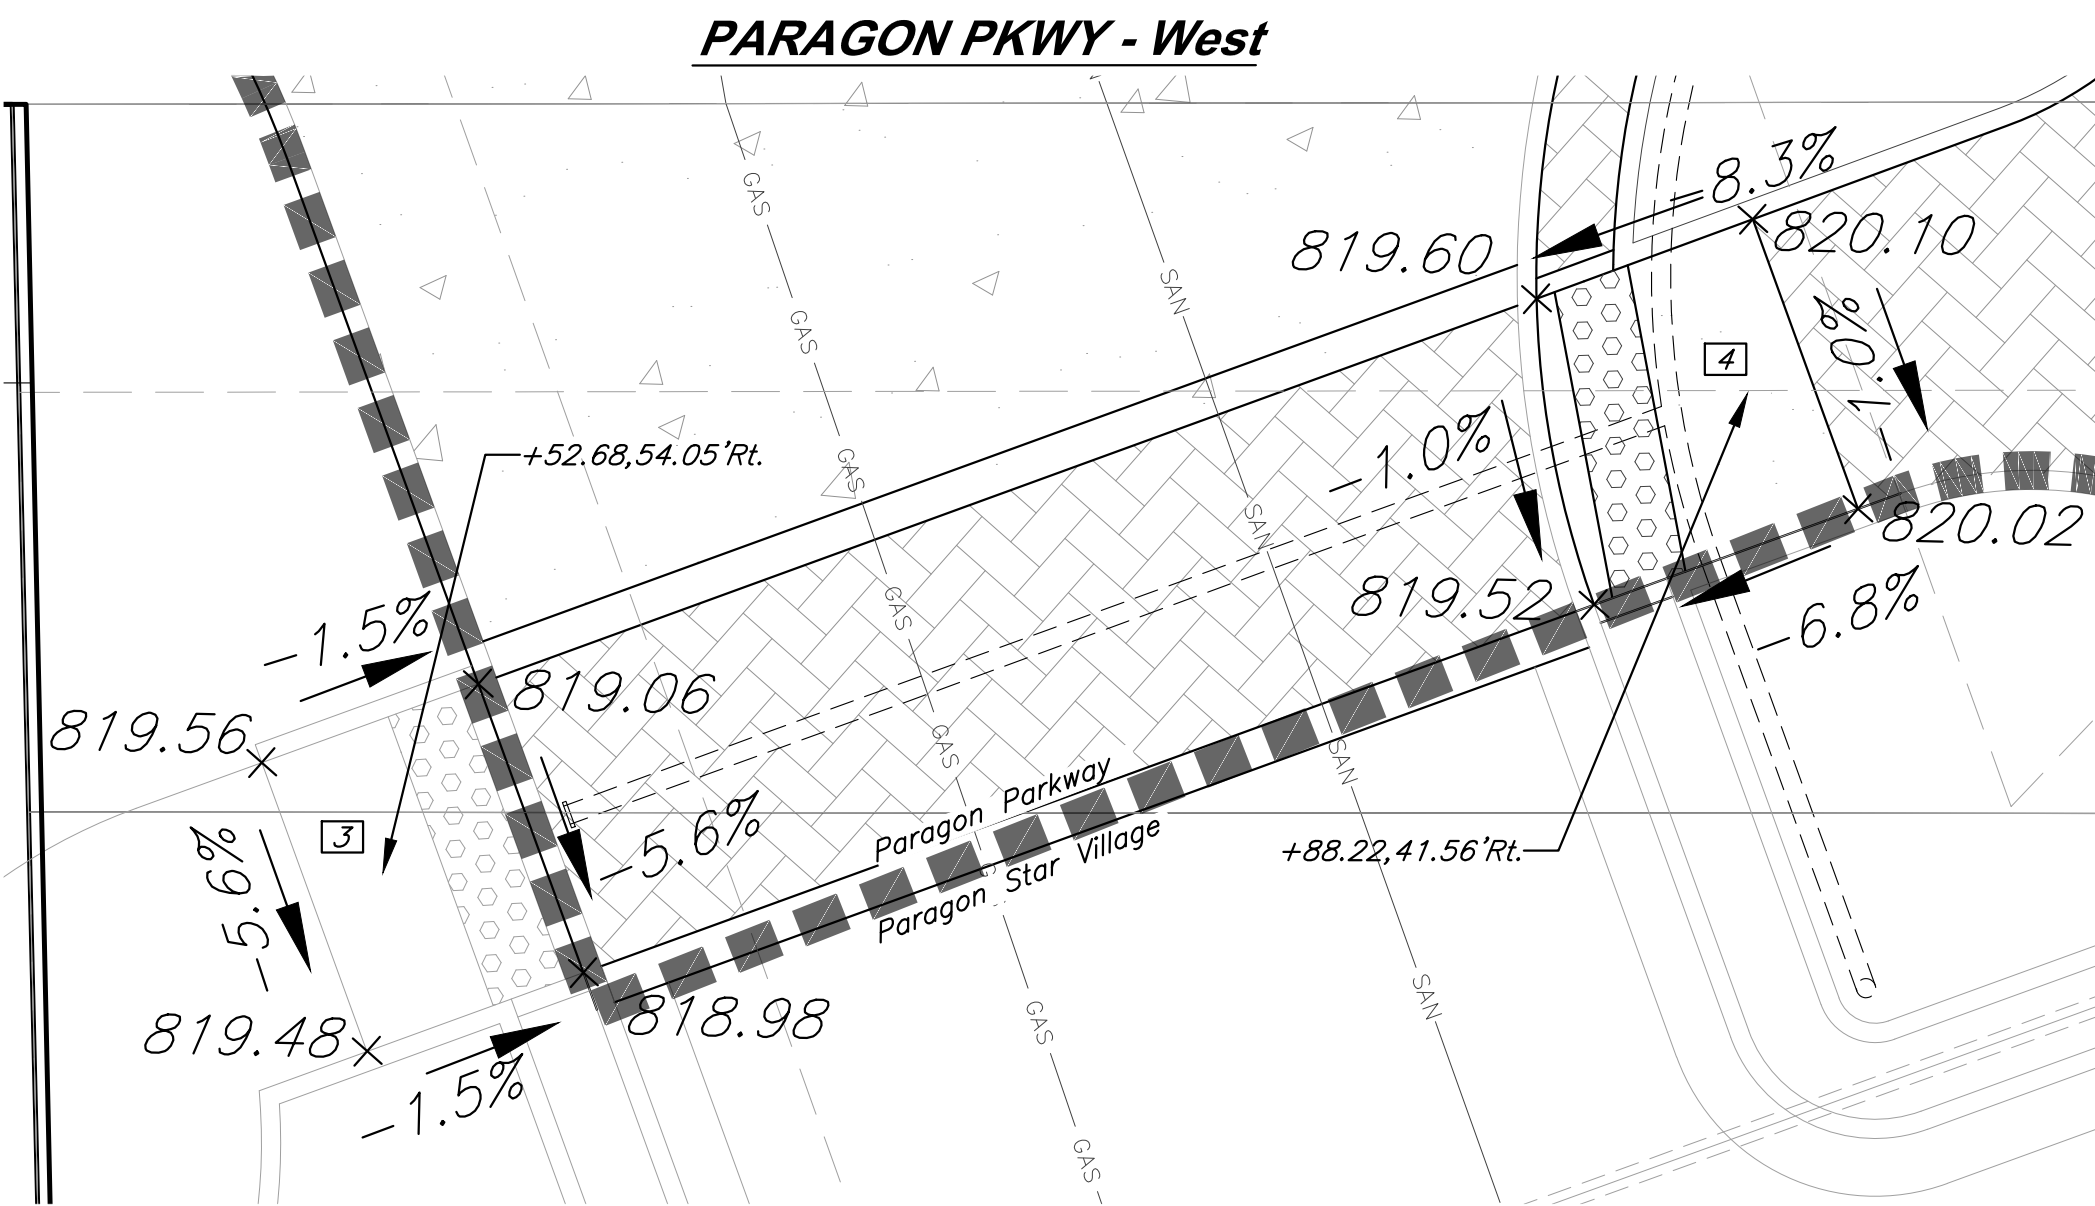 PARAGON PKWY - West
-8.3%
GAS
819.60
820.10
SAN
GAS
-1.0%
4
-1.0%
+52.68,54.05'Rt.
GAS
SAN
820.02
GAS
819.52
-1.5%
-6.8%
819.06
819.56
GAS
SAN
Paragon Parkway
-5.6%
3
-5.6%
Paragon Star Village
+88.22,41.56'Rt.
SAN
818.98
GAS
819.48
-1.5%
GAS